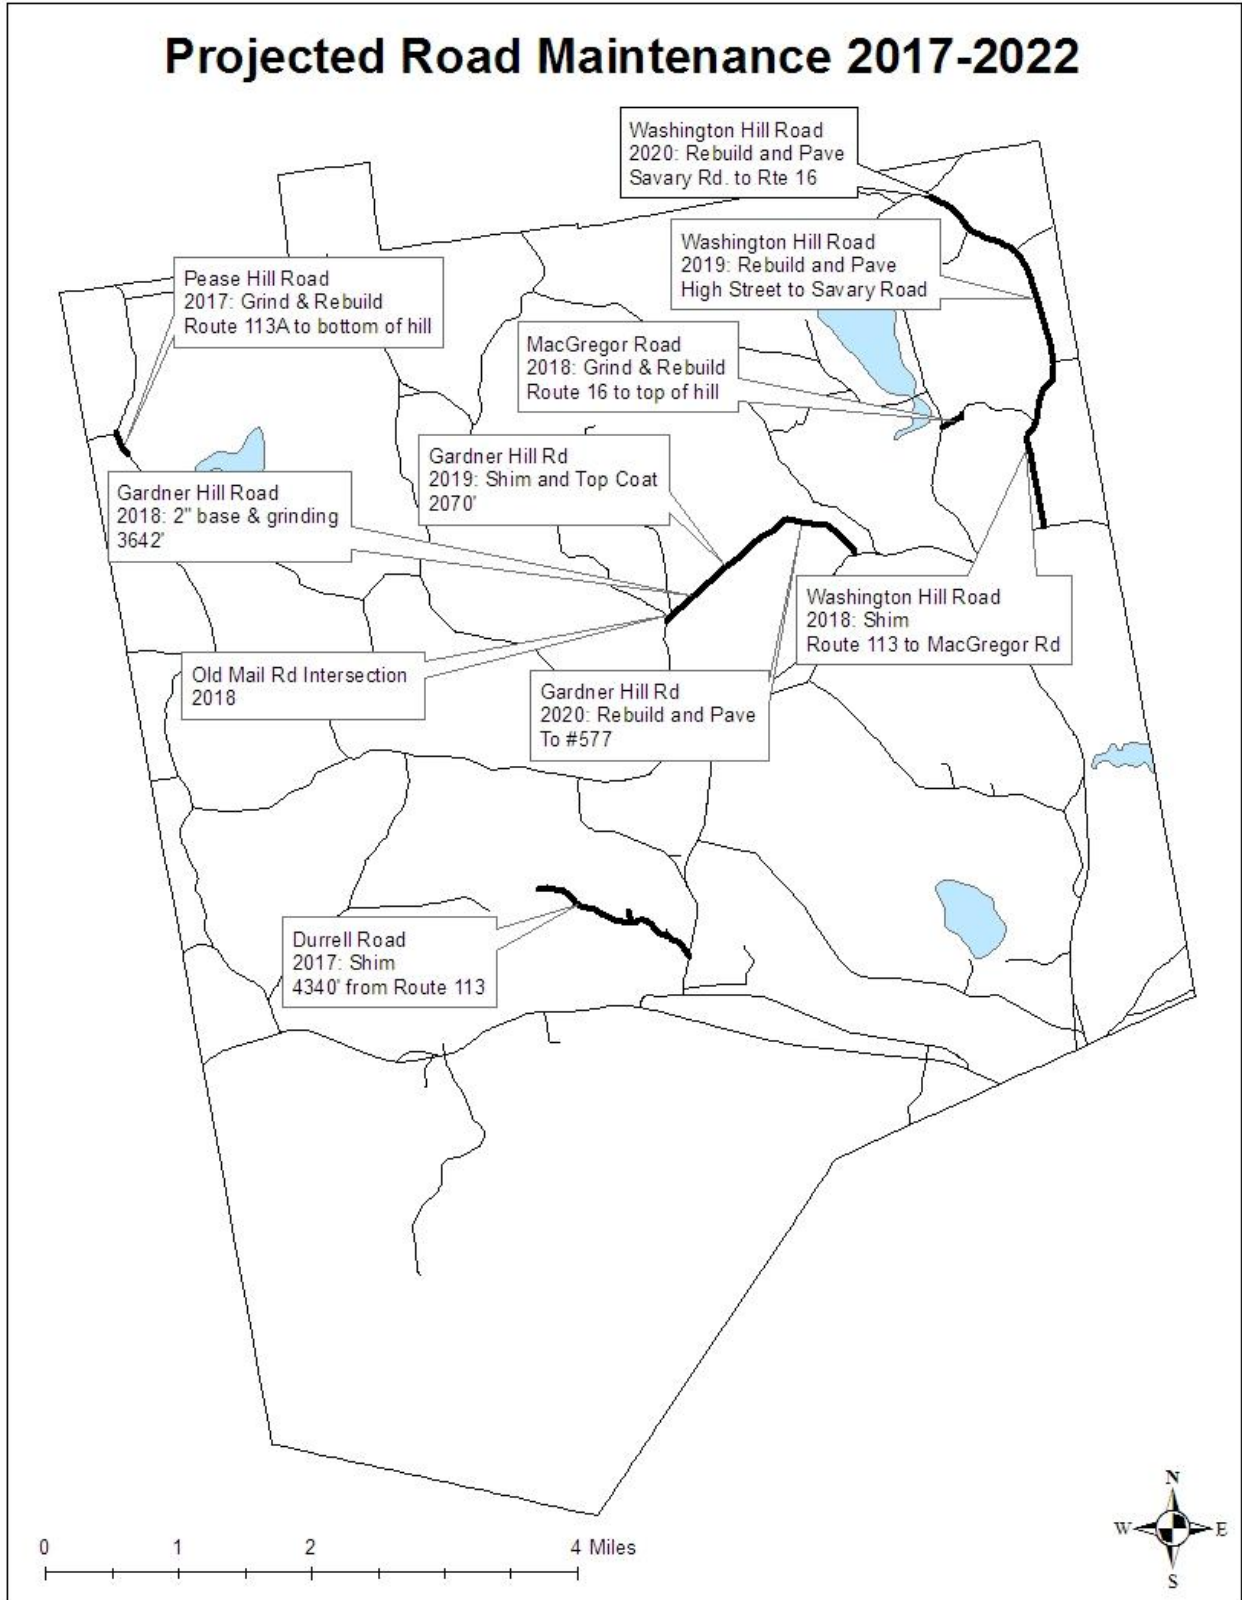 Projected Road Maintenance 2017-2022
Washington Hill Road
2020: Rebuild and Pave
Savary Rd. to Rte 16
Washington Hill Road
2019: Rebuild and Pave
High Street to Savary Road
Pease Hill Road
2017: Grind & Rebuild
Route 113A to bottom of hill
MacGregor Road
2018: Grind & Rebuild
Route 16 to top of hill
Gardner Hill Rd
2019: Shim and Top Coat
2070'
Gardner Hill Road
2018: 2" base & grinding
3642'
Washington Hill Road
2018: Shim
Route 113 to MacGregor Rd
Old Mail Rd Intersection
2018
Gardner Hill Rd
2020: Rebuild and Pave
To #577
Durrell Road
2017: Shim
4340' from Route 113
N
W E
S
0 1 2 4 Miles